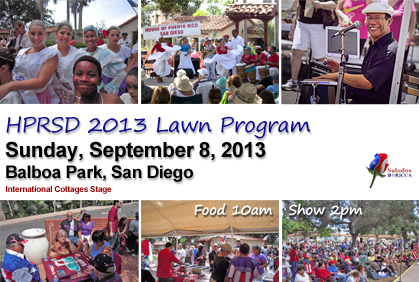 HOUSE OF PUERTO RICO
SAN DIEGO
HPRSD 2013 Lawn Program
Sunday, September 8, 2013
Balboa Park, San Diego
International Cottages Stage
Saludos
BORICUA
Food 10am
Show 2pm